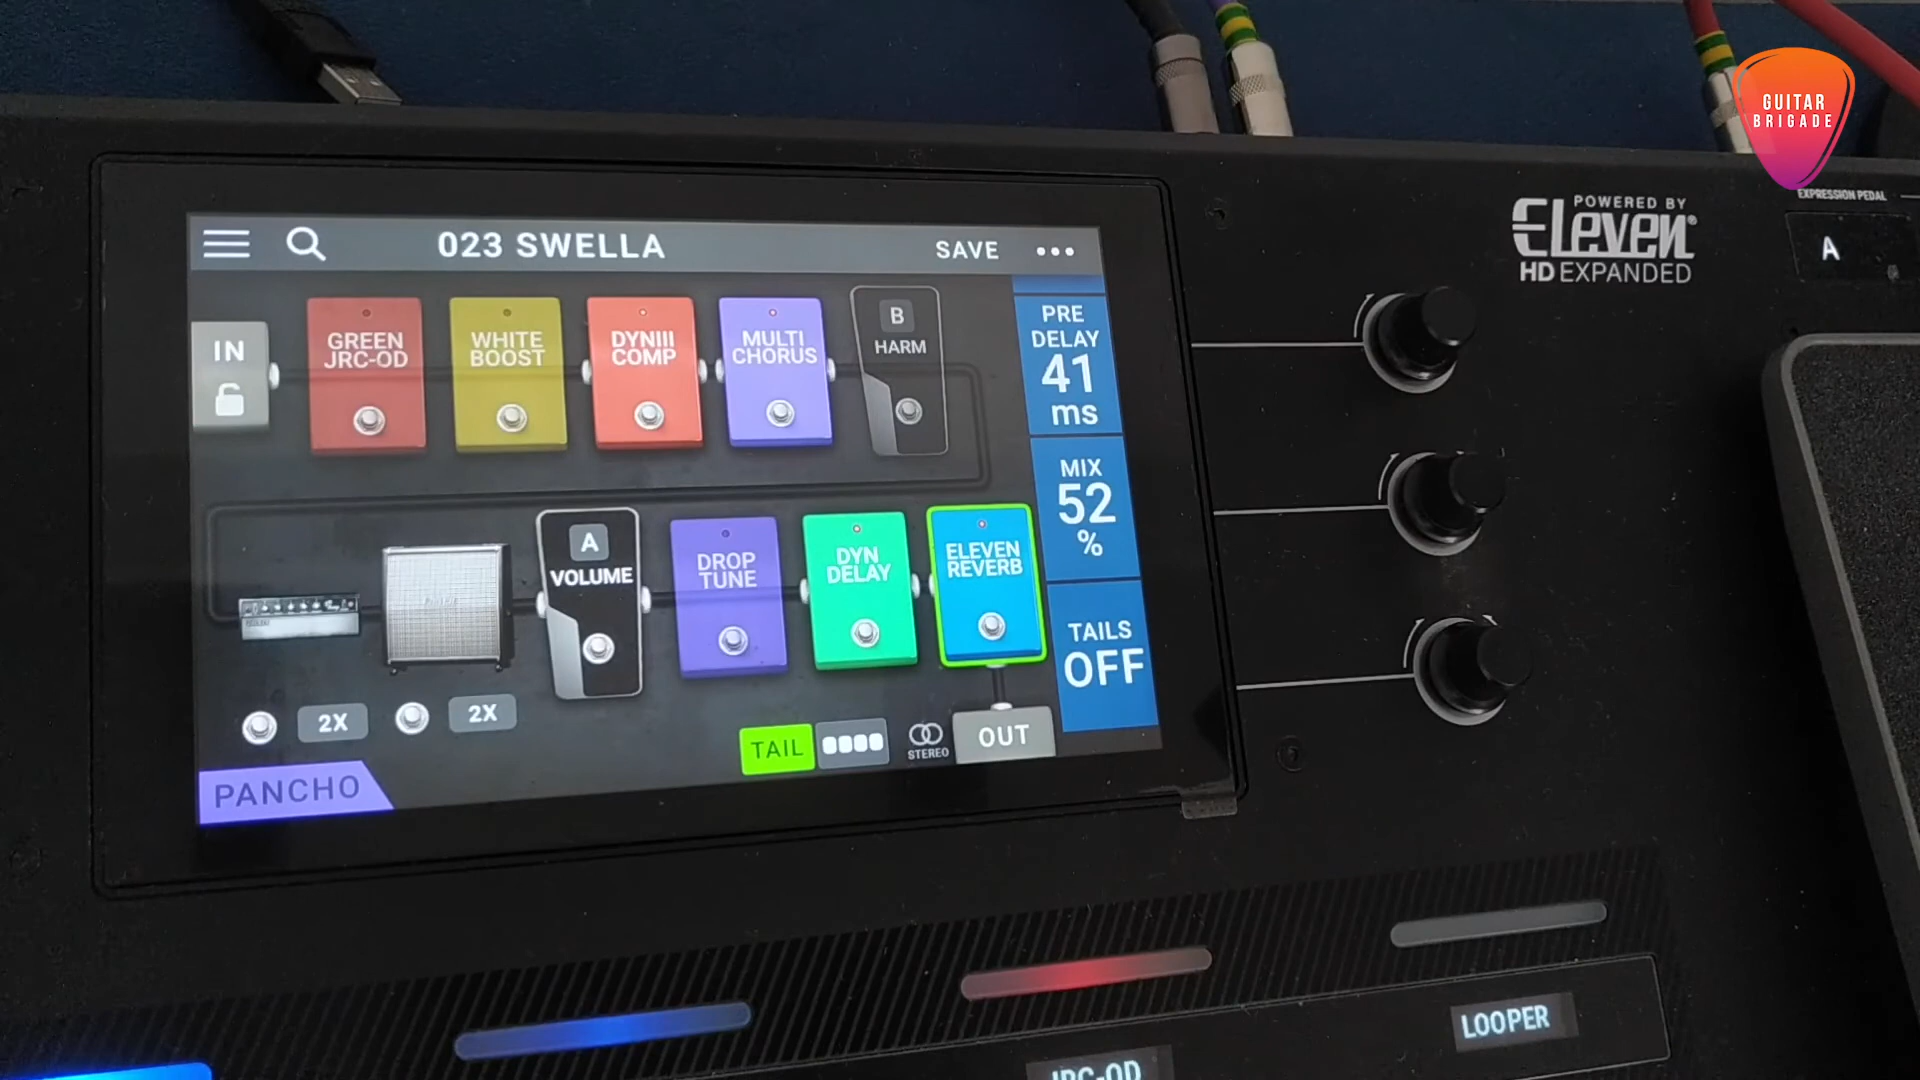 GUITAR
BRIGADE
POWERED BY
ELEVEN®
HD EXPANDED
EXPRESSION PEDAL
A
023 SWELLA
SAVE
IN
GREEN
JRC-OD
WHITE
BOOST
DYNIII
COMP
MULTI
CHORUS
B
HARM
PRE
DELAY
41
ms
MIX
52
%
TAILS
OFF
A
VOLUME
DROP
TUNE
DYN
DELAY
ELEVEN
REVERB
2X
2X
TAIL
STEREO
OUT
PANCHO
JRC-OD
LOOPER